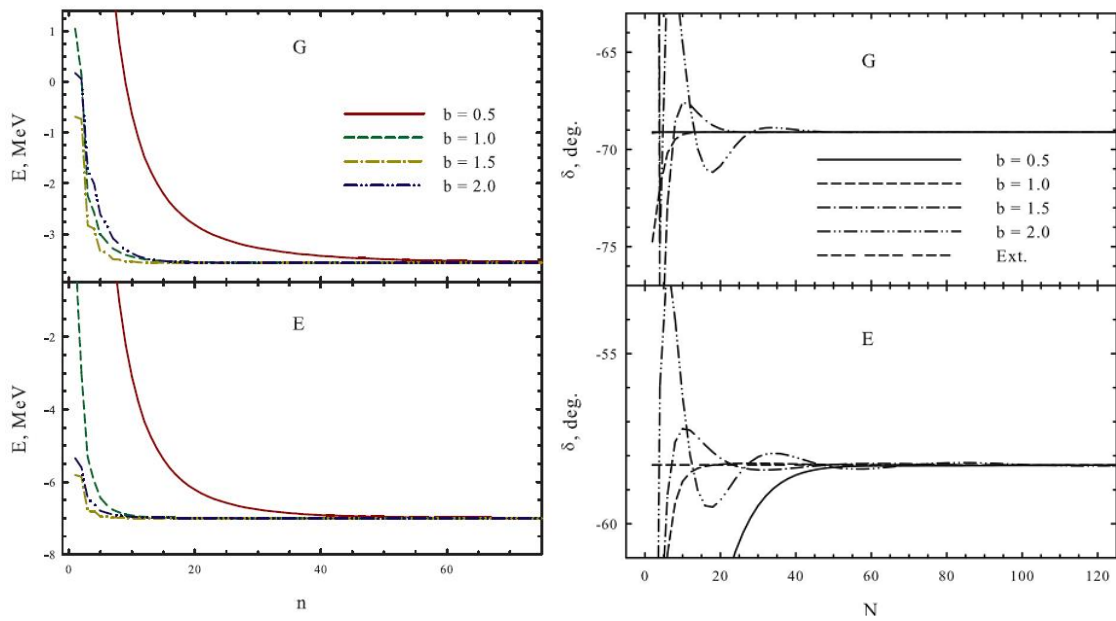 1
0
-1
-2
-3
E, MeV
G
b = 0.5
b = 1.0
b = 1.5
b = 2.0
-2
-4
-6
-8
E, MeV
E
0
20
40
60
n
-65
-70
-75
δ, deg.
G
b = 0.5
b = 1.0
b = 1.5
b = 2.0
Ext.
-55
-60
δ, deg.
E
0
20
40
60
80
100
120
N